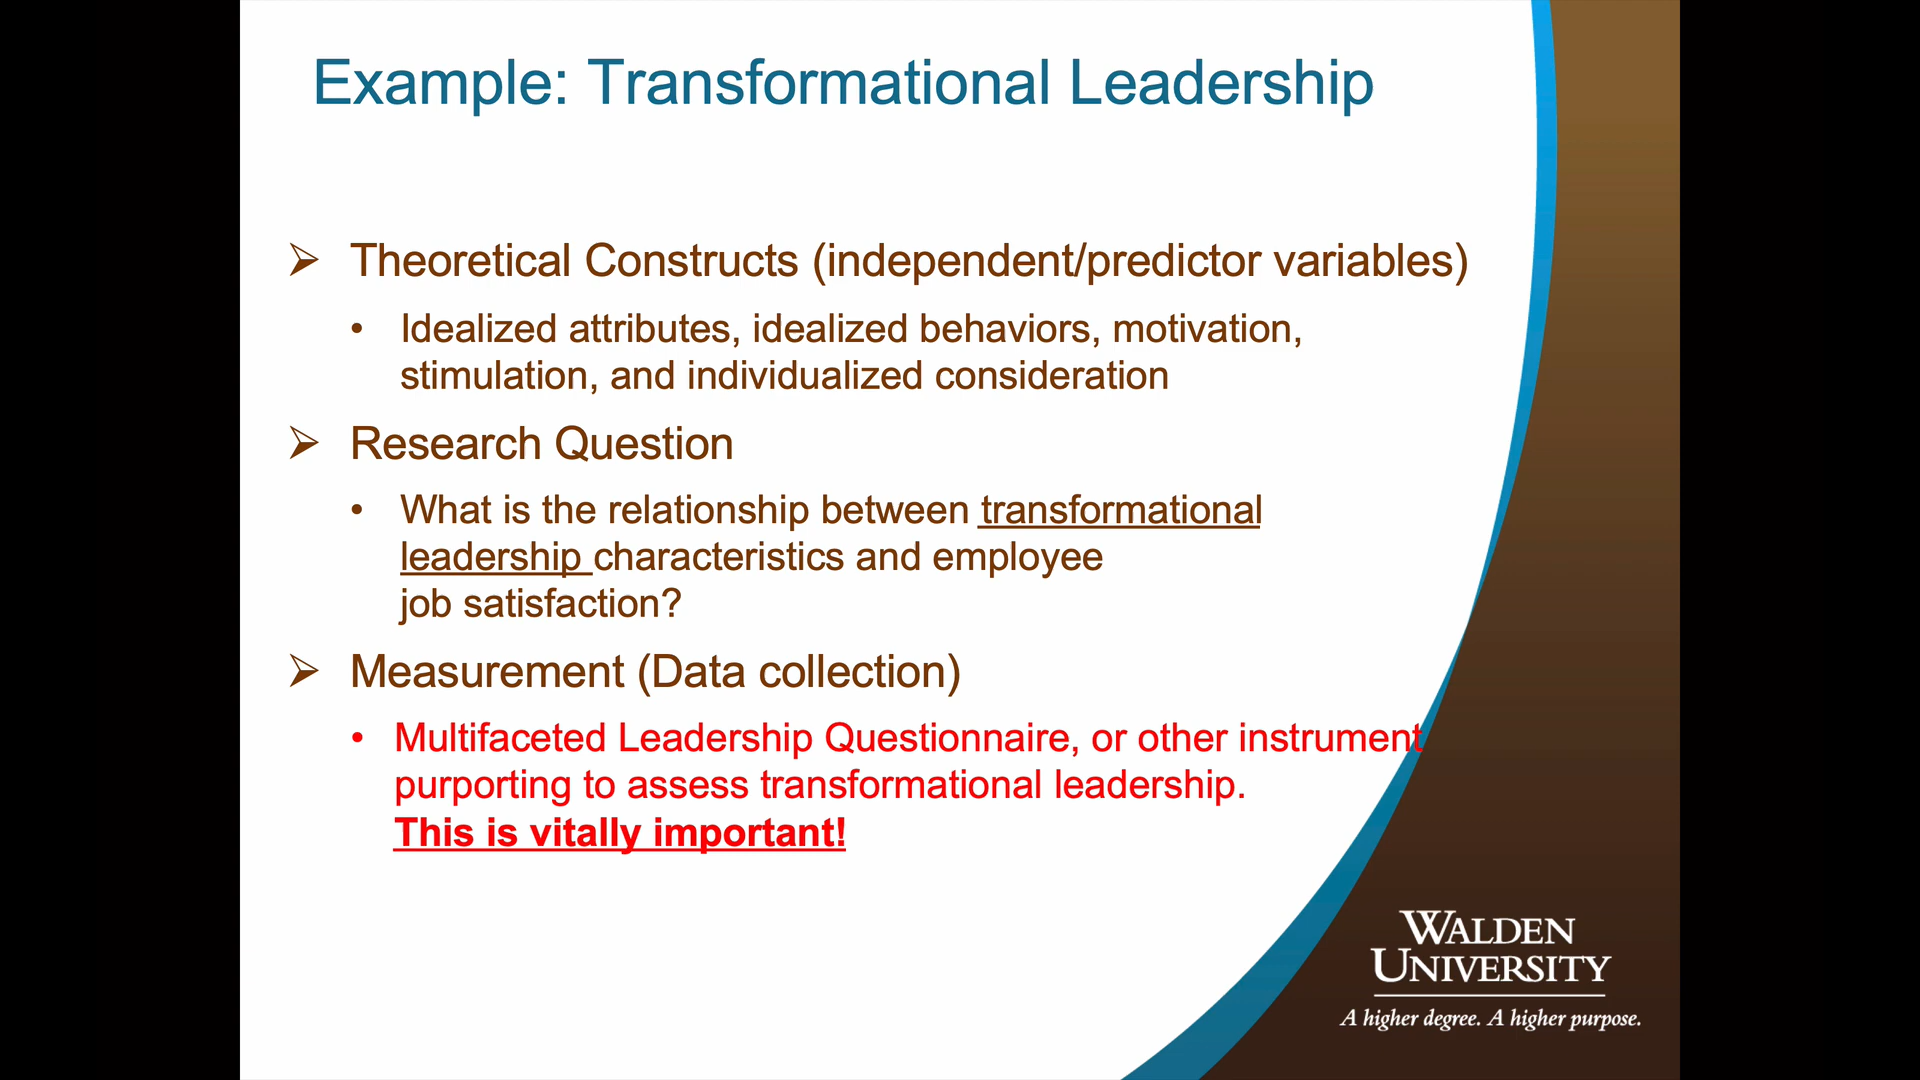 Example: Transformational Leadership
➢ Theoretical Constructs (independent/predictor variables)
• Idealized attributes, idealized behaviors, motivation,
stimulation, and individualized consideration
➢ Research Question
• What is the relationship between transformational
leadership characteristics and employee
job satisfaction?
➢ Measurement (Data collection)
• Multifaceted Leadership Questionnaire, or other instrument
purporting to assess transformational leadership.
This is vitally important!
WALDEN
UNIVERSITY
A higher degree. A higher purpose.